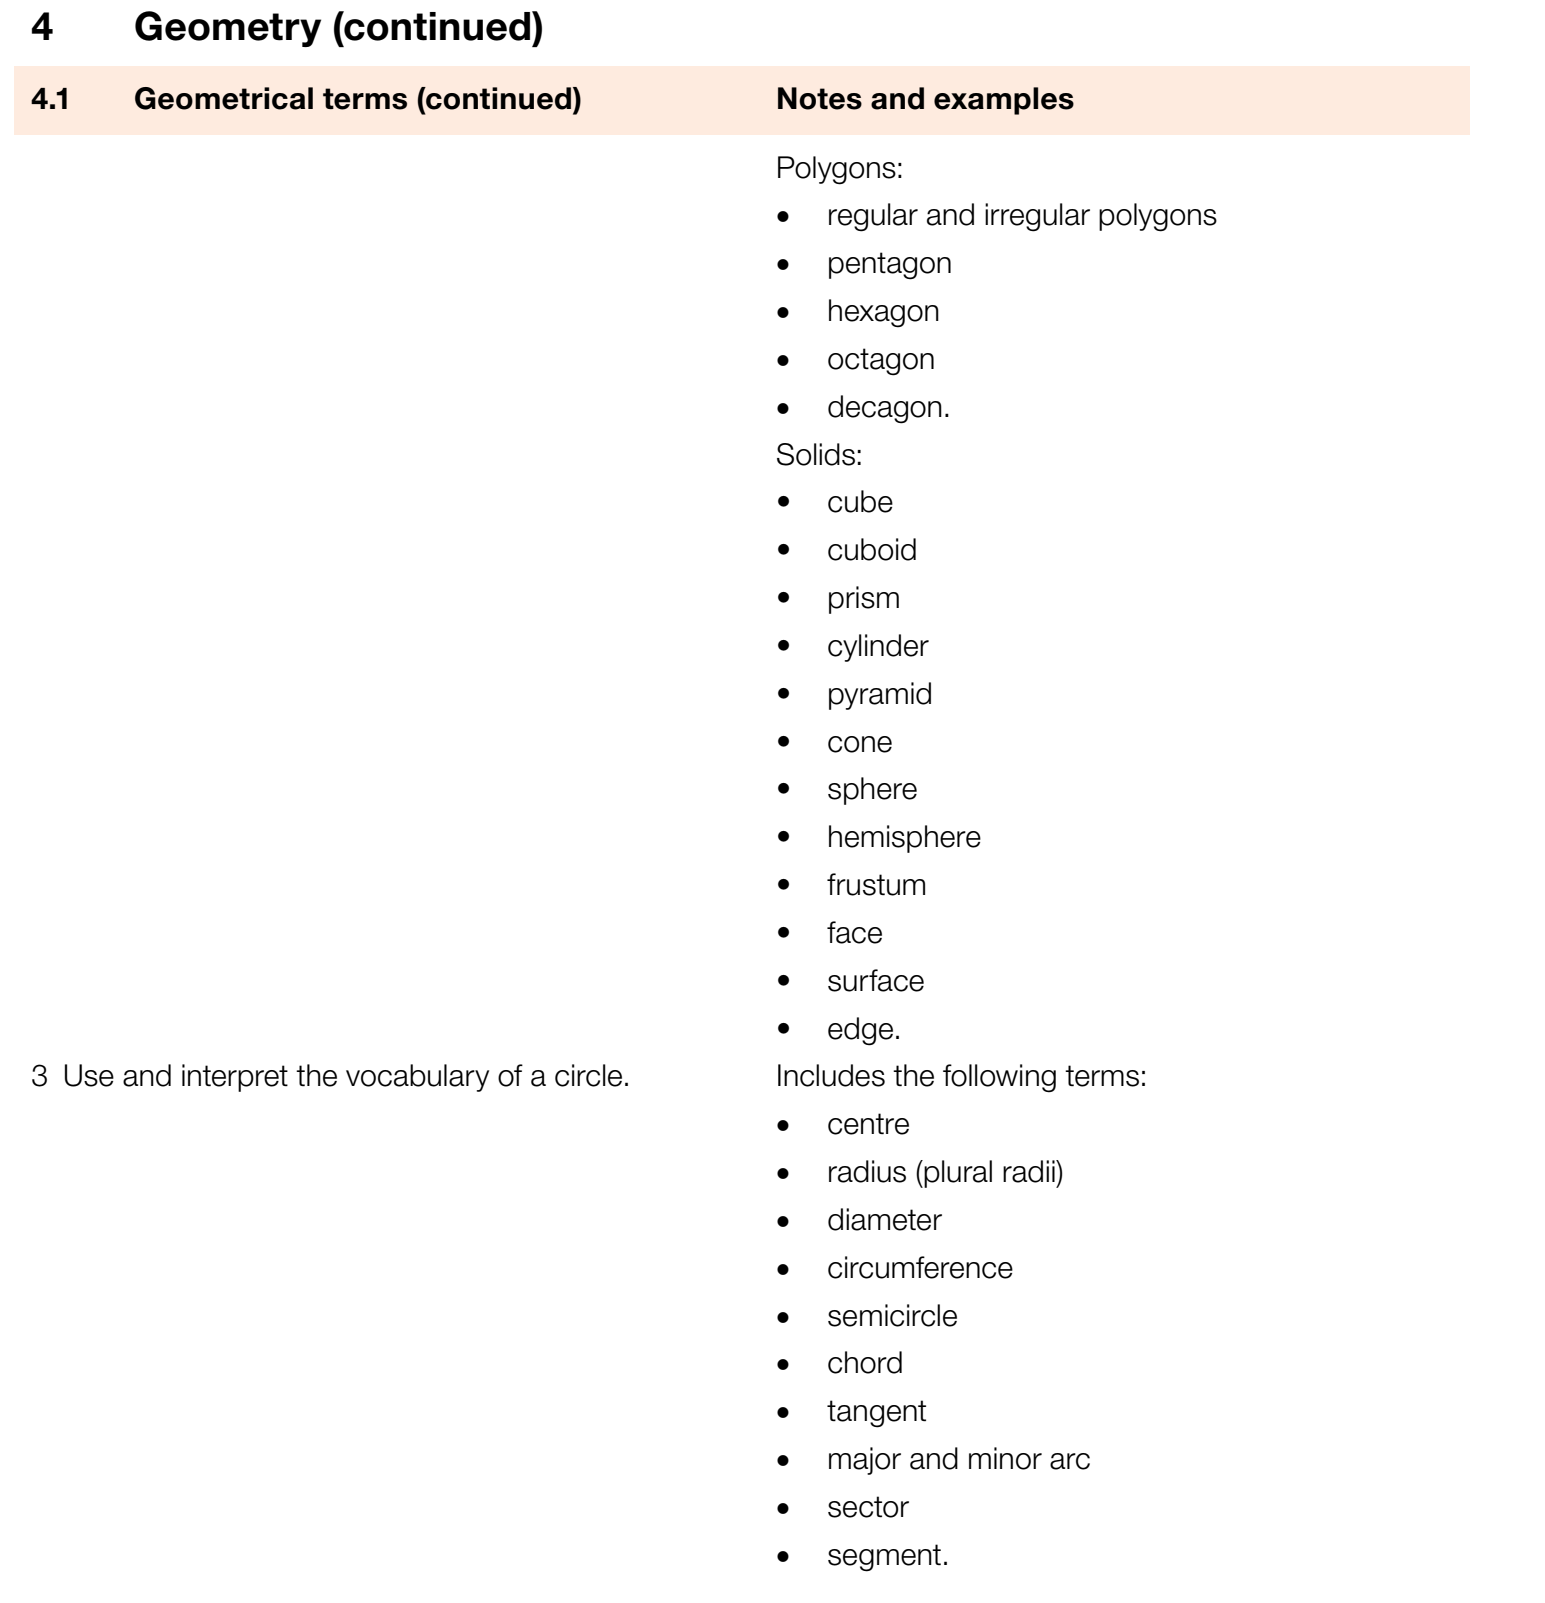 4 Geometry (continued)
4.1 Geometrical terms (continued) Notes and examples
Polygons:
• regular and irregular polygons
• pentagon
• hexagon
• octagon
• decagon.
Solids:
• cube
• cuboid
• prism
• cylinder
• pyramid
• cone
• sphere
• hemisphere
• frustum
• face
• surface
• edge.
3 Use and interpret the vocabulary of a circle. Includes the following terms:
• centre
• radius (plural radii)
• diameter
• circumference
• semicircle
• chord
• tangent
• major and minor arc
• sector
• segment.